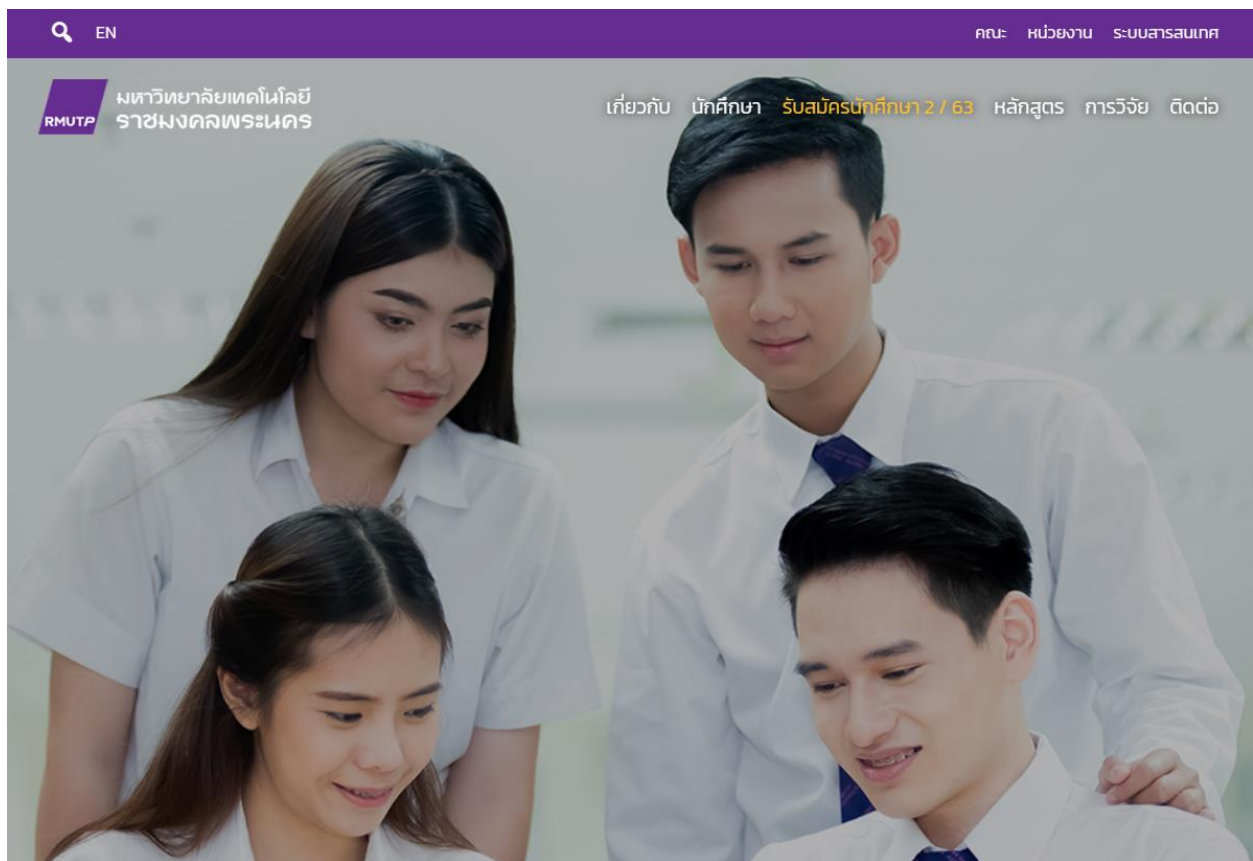 EN
คณะ หน่วยงาน ระบบสารสนเทศ
RMUTP
มหาวิทยาลัยเทคโนโลยี
ราชมงคลพระนคร
เกี่ยวกับ นักศึกษา รับสมัครนักศึกษา 2 / 63 หลักสูตร การวิจัย ติดต่อ